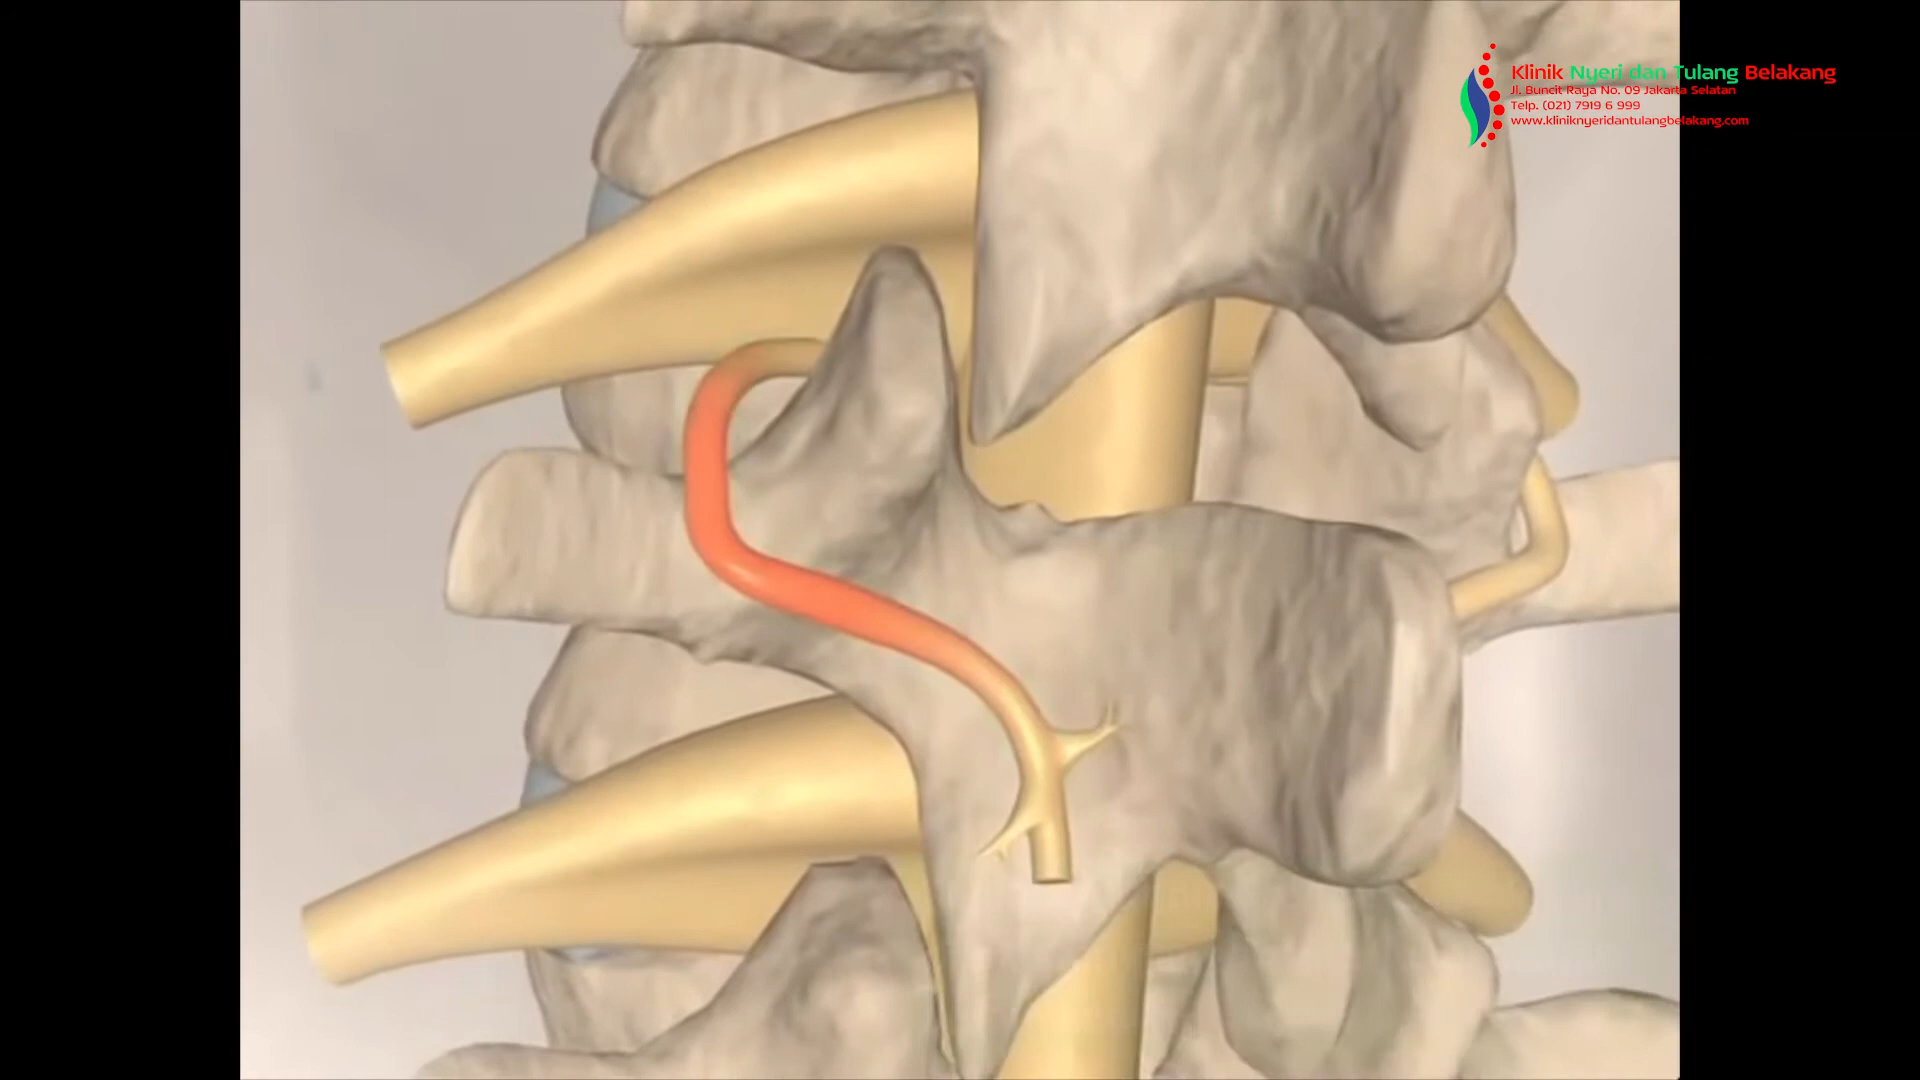 Klinik Nyeri dan Tulang Belakang
Jl. Buncit Raya No. 09 Jakarta Selatan
Telp. (021) 7919 6 999
www.kliniknyeridantulangbelakang.com